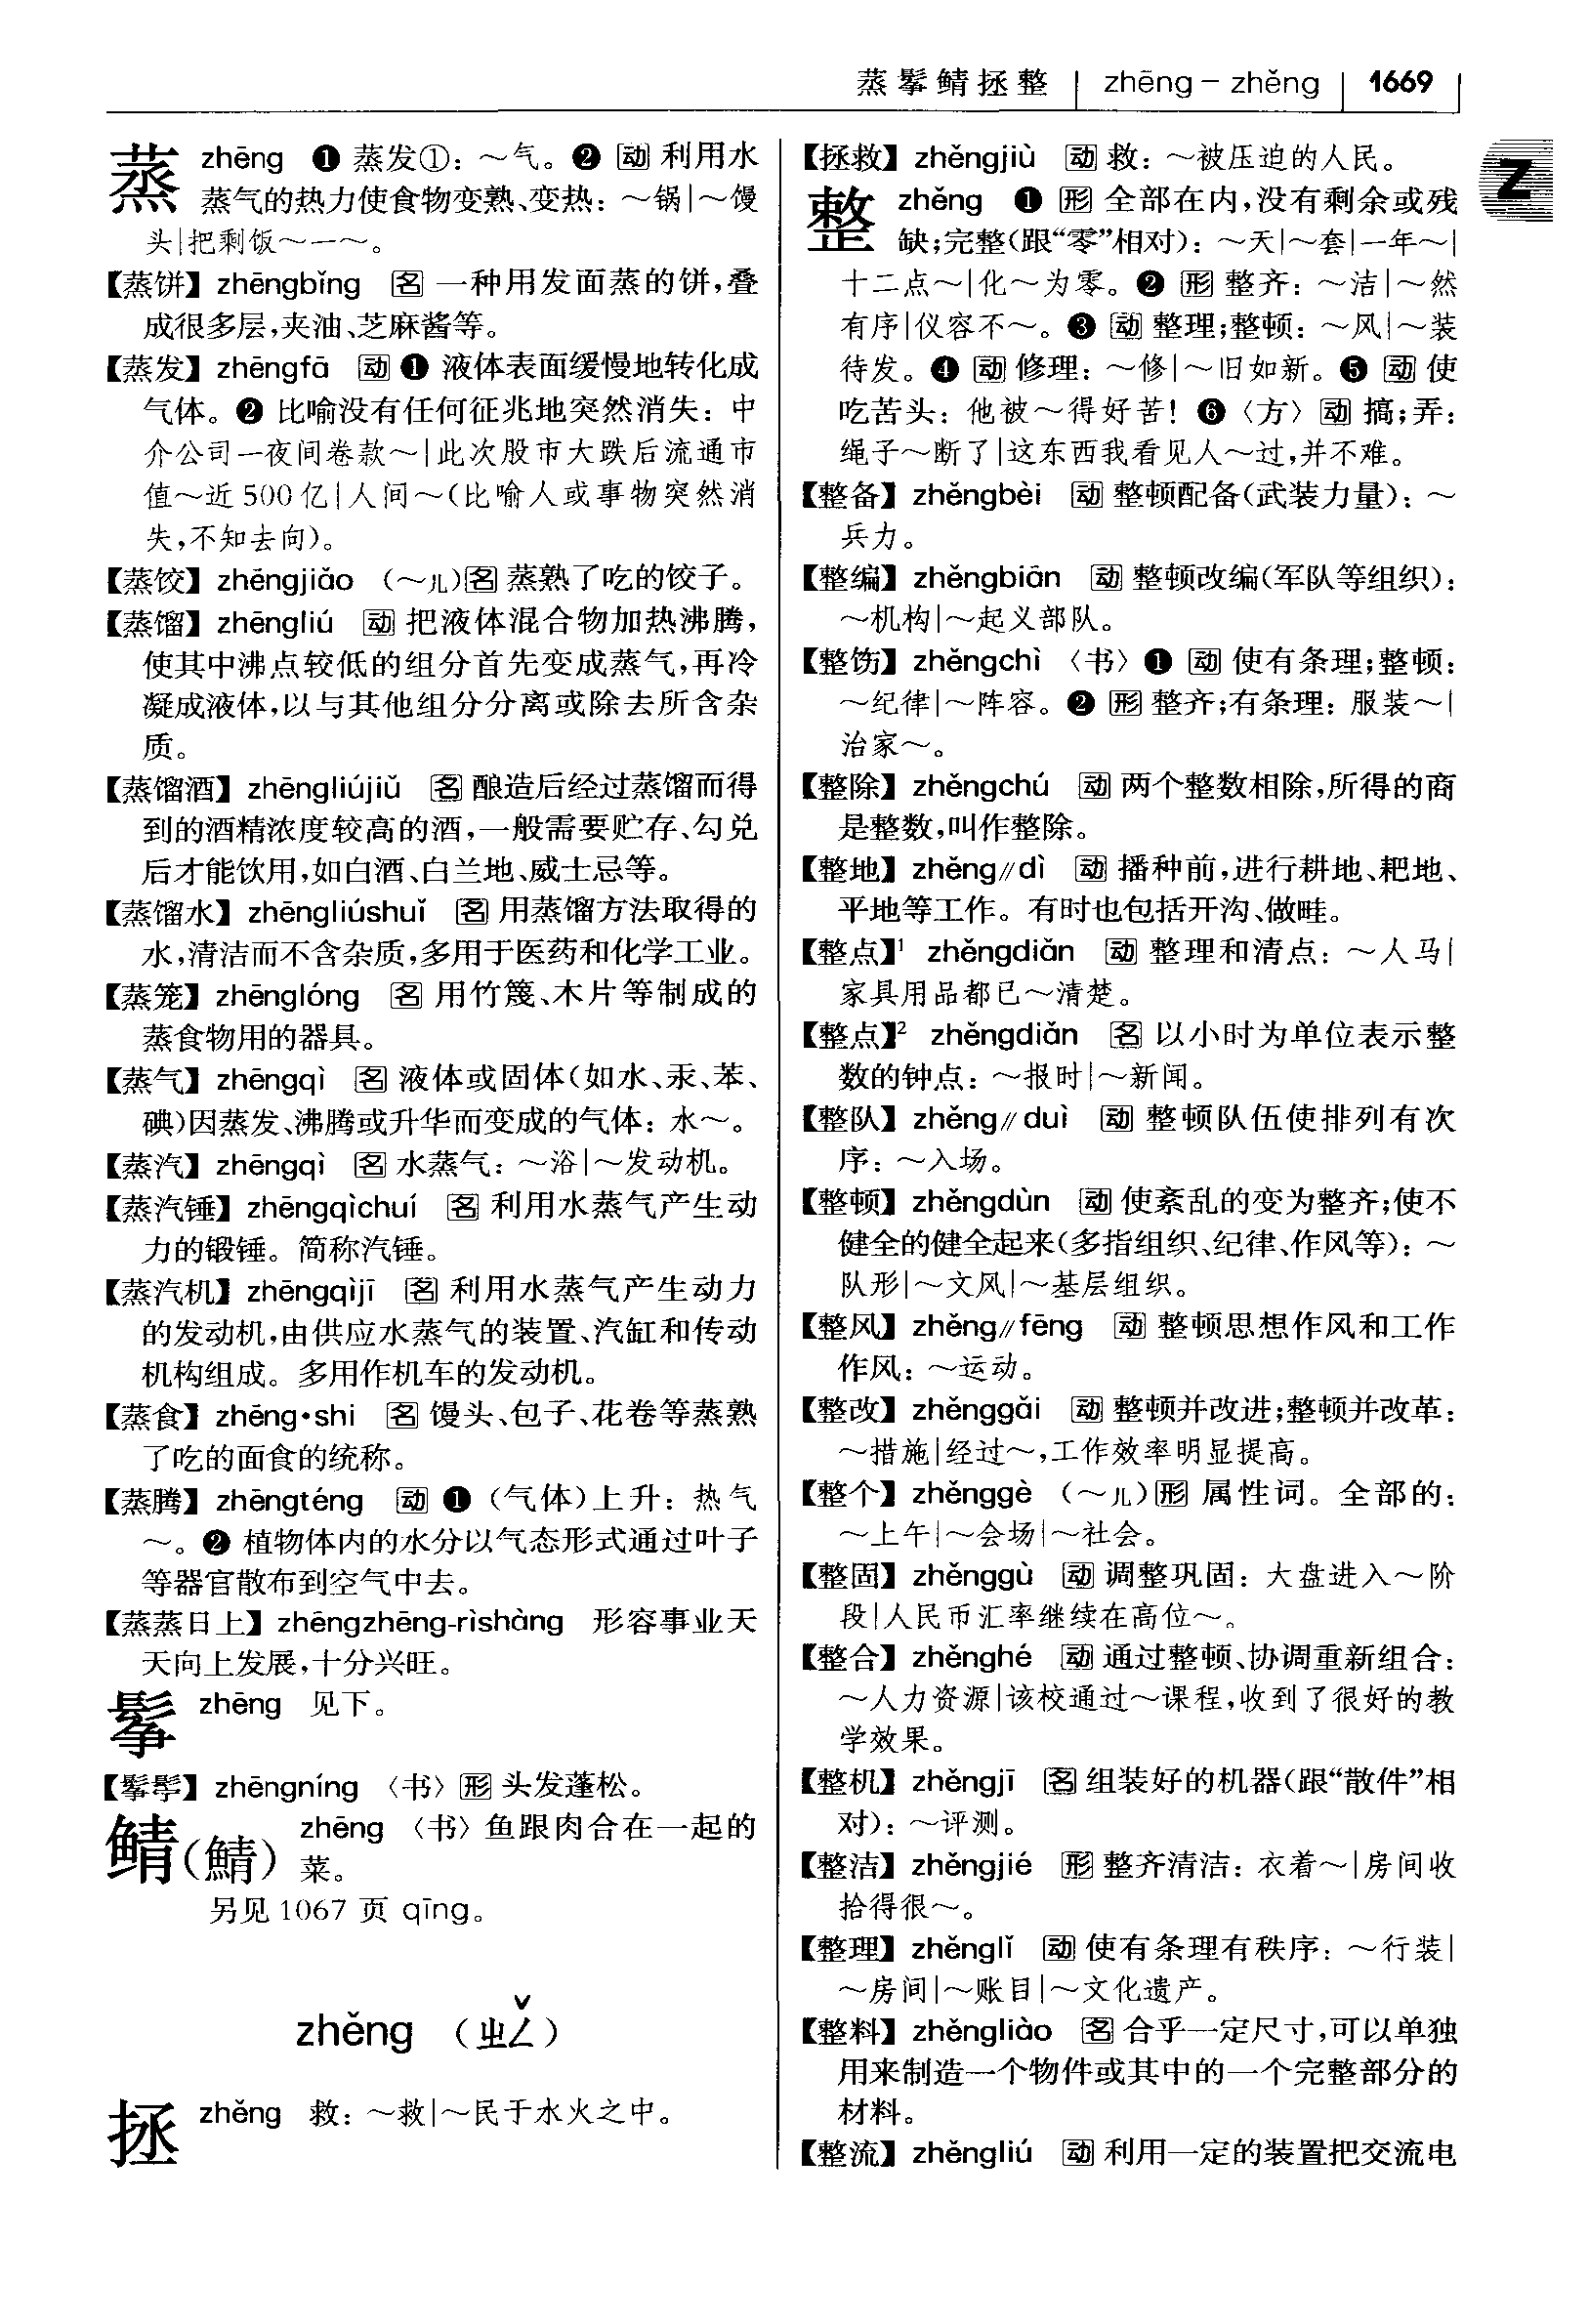 蒸鬇鲭拯整 | zhēng – zhěng | 1669
Z
蒸 zhēng ❶ 蒸发①：～气。❷ 动 利用水
蒸气的热力使食物变熟、变热：～锅|～馒
头|把剩饭～一～。
【蒸饼】zhēngbǐng 名 一种用发面蒸的饼，叠
成很多层，夹油、芝麻酱等。
【蒸发】zhēngfā 动 ❶ 液体表面缓慢地转化成
气体。❷ 比喻没有任何征兆地突然消失：中
介公司一夜间卷款～|此次股市大跌后流通市
值～近500亿|人间～（比喻人或事物突然消
失，不知去向）。
【蒸饺】zhēngjiǎo （～儿）名 蒸熟了吃的饺子。
【蒸馏】zhēngliú 动 把液体混合物加热沸腾，
使其中沸点较低的组分首先变成蒸气，再冷
凝成液体，以与其他组分分离或除去所含杂
质。
【蒸馏酒】zhēngliújiǔ 名 酿造后经过蒸馏而得
到的酒精浓度较高的酒，一般需要贮存、勾兑
后才能饮用，如白酒、白兰地、威士忌等。
【蒸馏水】zhēngliúshuǐ 名 用蒸馏方法取得的
水，清洁而不含杂质，多用于医药和化学工业。
【蒸笼】zhēnglóng 名 用竹篾、木片等制成的
蒸食物用的器具。
【蒸气】zhēngqì 名 液体或固体（如水、汞、苯、
碘）因蒸发、沸腾或升华而变成的气体：水～。
【蒸汽】zhēngqì 名 水蒸气：～浴|～发动机。
【蒸汽锤】zhēngqìchuí 名 利用水蒸气产生动
力的锻锤。简称汽锤。
【蒸汽机】zhēngqìjī 名 利用水蒸气产生动力
的发动机，由供应水蒸气的装置、汽缸和传动
机构组成。多用作机车的发动机。
【蒸食】zhēng•shi 名 馒头、包子、花卷等蒸熟
了吃的面食的统称。
【蒸腾】zhēngténg 动 ❶（气体）上升：热气
～。❷ 植物体内的水分以气态形式通过叶子
等器官散布到空气中去。
【蒸蒸日上】zhēngzhēng-rìshàng 形容事业天
天向上发展，十分兴旺。
鬇 zhēng 见下。
【鬇鬡】zhēngníng 〈书〉形 头发蓬松。
鲭（鯖） zhēng 〈书〉鱼跟肉合在一起的
菜。
另见1067页 qīng。
zhěng （ㄓㄥˇ）
拯 zhěng 救：～救|～民于水火之中。
【拯救】zhěngjiù 动 救：～被压迫的人民。
整 zhěng ❶ 形 全部在内，没有剩余或残
缺；完整（跟“零”相对）：～天|～套|一年～|
十二点～|化～为零。❷ 形 整齐：～洁|～然
有序|仪容不～。❸ 动 整理；整顿：～风|～装
待发。❹ 动 修理：～修|～旧如新。❺ 动 使
吃苦头：他被～得好苦！❻〈方〉动 搞；弄：
绳子～断了|这东西我看见人～过，并不难。
【整备】zhěngbèi 动 整顿配备（武装力量）：～
兵力。
【整编】zhěngbiān 动 整顿改编（军队等组织）：
～机构|～起义部队。
【整饬】zhěngchì 〈书〉❶ 动 使有条理；整顿：
～纪律|～阵容。❷ 形 整齐；有条理：服装～|
治家～。
【整除】zhěngchú 动 两个整数相除，所得的商
是整数，叫作整除。
【整地】zhěng∥dì 动 播种前，进行耕地、耙地、
平地等工作。有时也包括开沟、做畦。
【整点】¹ zhěngdiǎn 动 整理和清点：～人马|
家具用品都已～清楚。
【整点】² zhěngdiǎn 名 以小时为单位表示整
数的钟点：～报时|～新闻。
【整队】zhěng∥duì 动 整顿队伍使排列有次
序：～入场。
【整顿】zhěngdùn 动 使紊乱的变为整齐；使不
健全的健全起来（多指组织、纪律、作风等）：～
队形|～文风|～基层组织。
【整风】zhěng∥fēng 动 整顿思想作风和工作
作风：～运动。
【整改】zhěnggǎi 动 整顿并改进；整顿并改革：
～措施|经过～，工作效率明显提高。
【整个】zhěnggè （～儿）形 属性词。全部的：
～上午|～会场|～社会。
【整固】zhěnggù 动 调整巩固：大盘进入～阶
段|人民币汇率继续在高位～。
【整合】zhěnghé 动 通过整顿、协调重新组合：
～人力资源|该校通过～课程，收到了很好的教
学效果。
【整机】zhěngjī 名 组装好的机器（跟“散件”相
对）：～评测。
【整洁】zhěngjié 形 整齐清洁：衣着～|房间收
拾得很～。
【整理】zhěnglǐ 动 使有条理有秩序：～行装|
～房间|～账目|～文化遗产。
【整料】zhěngliào 名 合乎一定尺寸，可以单独
用来制造一个物件或其中的一个完整部分的
材料。
【整流】zhěngliú 动 利用一定的装置把交流电